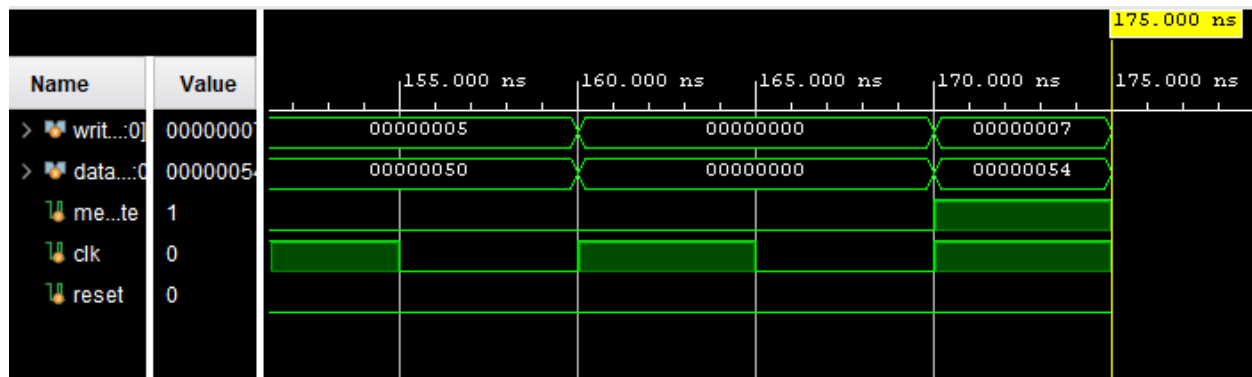 175.000 ns
Name Value 155.000 ns 160.000 ns 165.000 ns 170.000 ns 175.000 ns
> writ...:0] 00000007 00000005 00000000 00000007
> data...:0 00000054 00000050 00000000 00000054
me...te 1
clk 0
reset 0